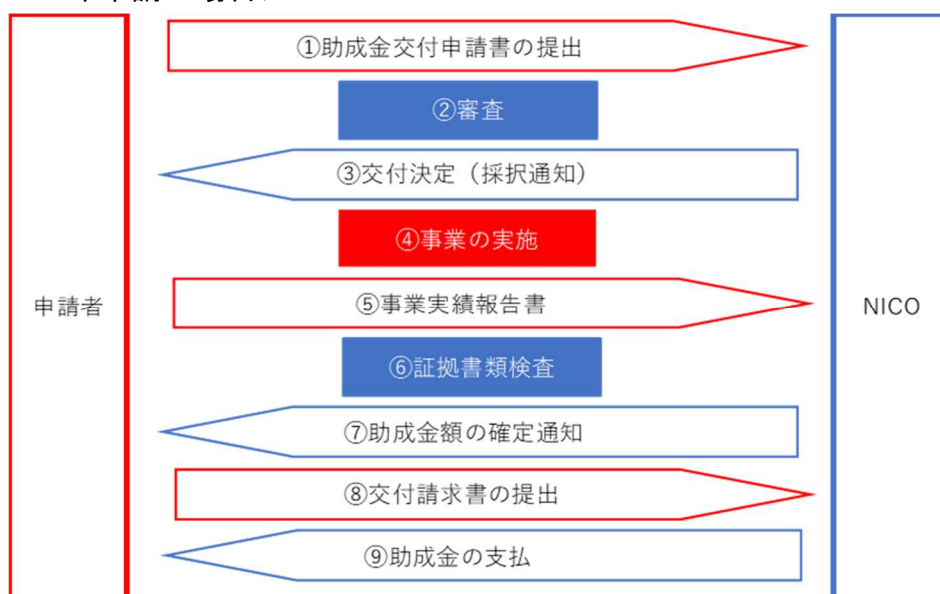 ①助成金交付申請書の提出
②審査
③交付決定（採択通知）
④事業の実施
申請者
⑤事業実績報告書
NICO
⑥証拠書類検査
⑦助成金額の確定通知
⑧交付請求書の提出
⑨助成金の支払